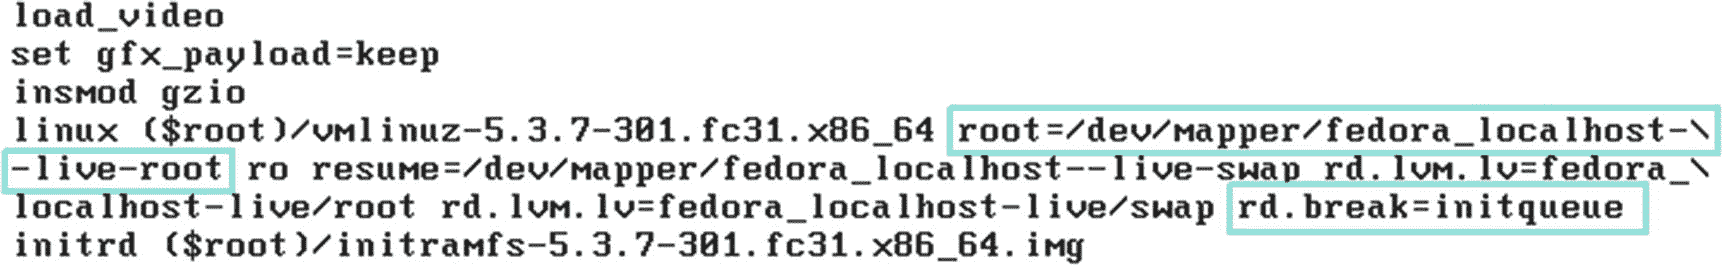 load_video
set gfx_payload=keep
insmod gzio
linux ($root)/vmlinuz-5.3.7-301.fc31.x86_64 root=/dev/mapper/fedora_localhost-\
-live-root ro resume=/dev/mapper/fedora_localhost--live-swap rd.lvm.lv=fedora_\
localhost-live/root rd.lvm.lv=fedora_localhost-live/swap rd.break=initqueue
initrd ($root)/initramfs-5.3.7-301.fc31.x86_64.img